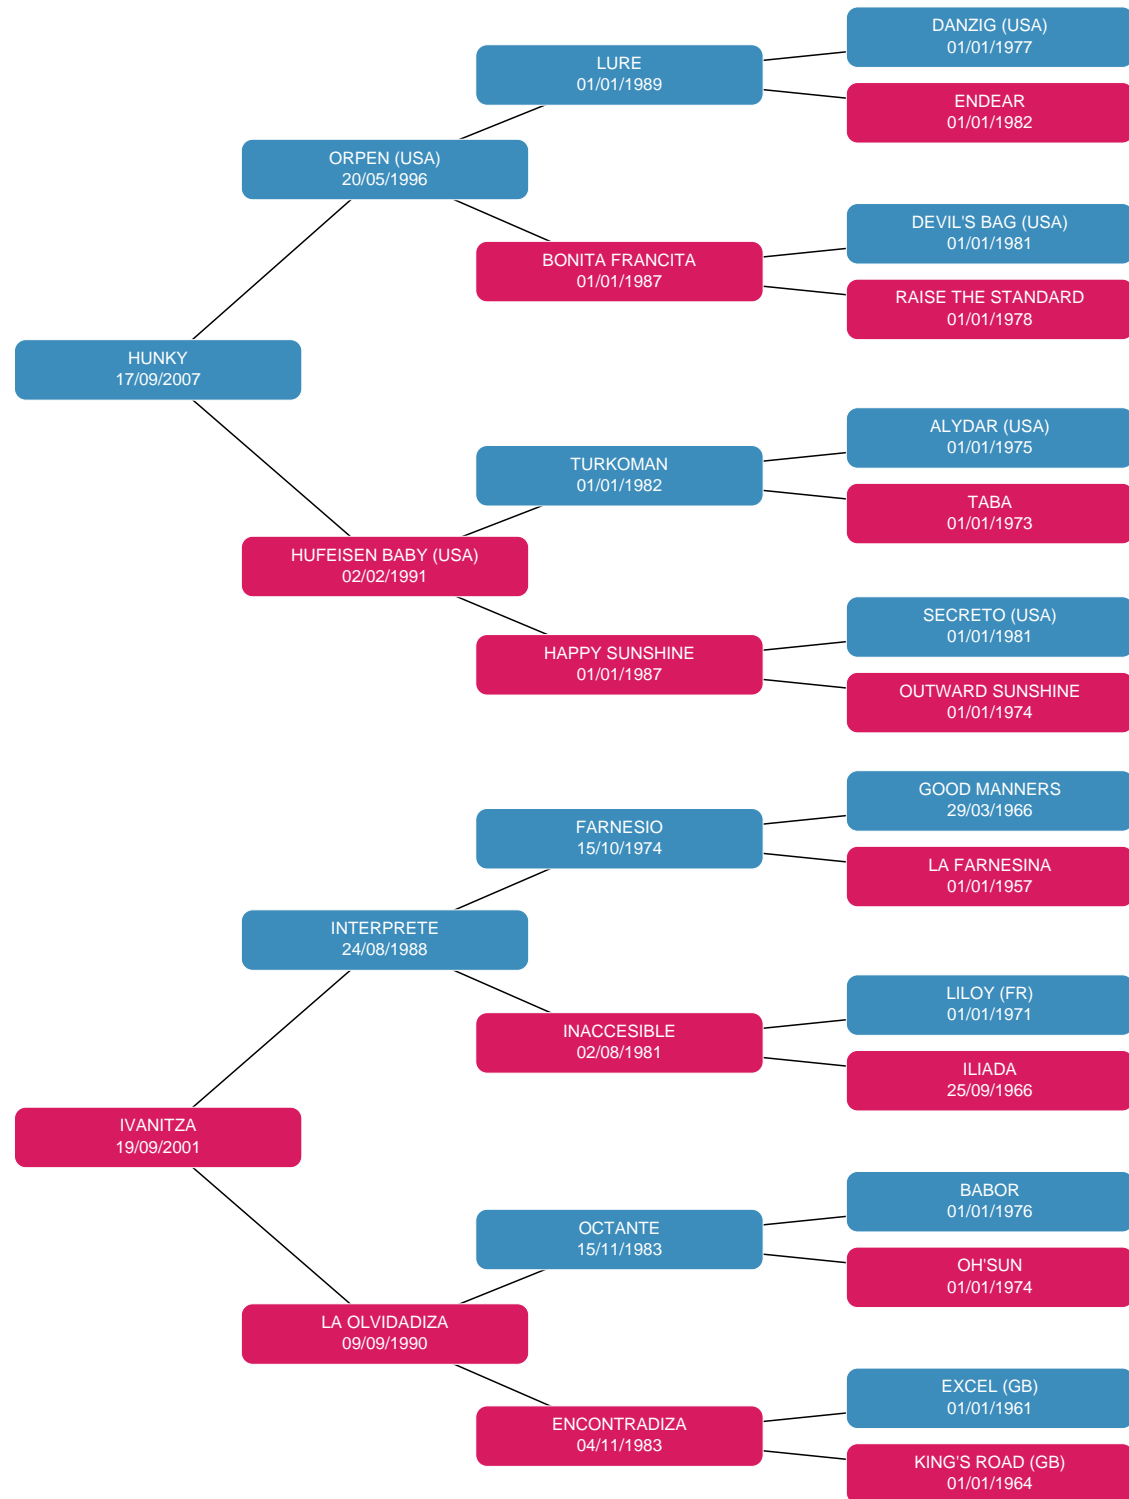 DANZIG (USA)
01/01/1977
LURE
01/01/1989
ENDEAR
01/01/1982
ORPEN (USA)
20/05/1996
DEVIL'S BAG (USA)
01/01/1981
BONITA FRANCITA
01/01/1987
RAISE THE STANDARD
01/01/1978
HUNKY
17/09/2007
ALYDAR (USA)
01/01/1975
TURKOMAN
01/01/1982
TABA
01/01/1973
HUFEISEN BABY (USA)
02/02/1991
SECRETO (USA)
01/01/1981
HAPPY SUNSHINE
01/01/1987
OUTWARD SUNSHINE
01/01/1974
GOOD MANNERS
29/03/1966
FARNESIO
15/10/1974
LA FARNESINA
01/01/1957
INTERPRETE
24/08/1988
LILOY (FR)
01/01/1971
INACCESIBLE
02/08/1981
ILIADA
25/09/1966
IVANITZA
19/09/2001
BABOR
01/01/1976
OCTANTE
15/11/1983
OH'SUN
01/01/1974
LA OLVIDADIZA
09/09/1990
EXCEL (GB)
01/01/1961
ENCONTRADIZA
04/11/1983
KING'S ROAD (GB)
01/01/1964